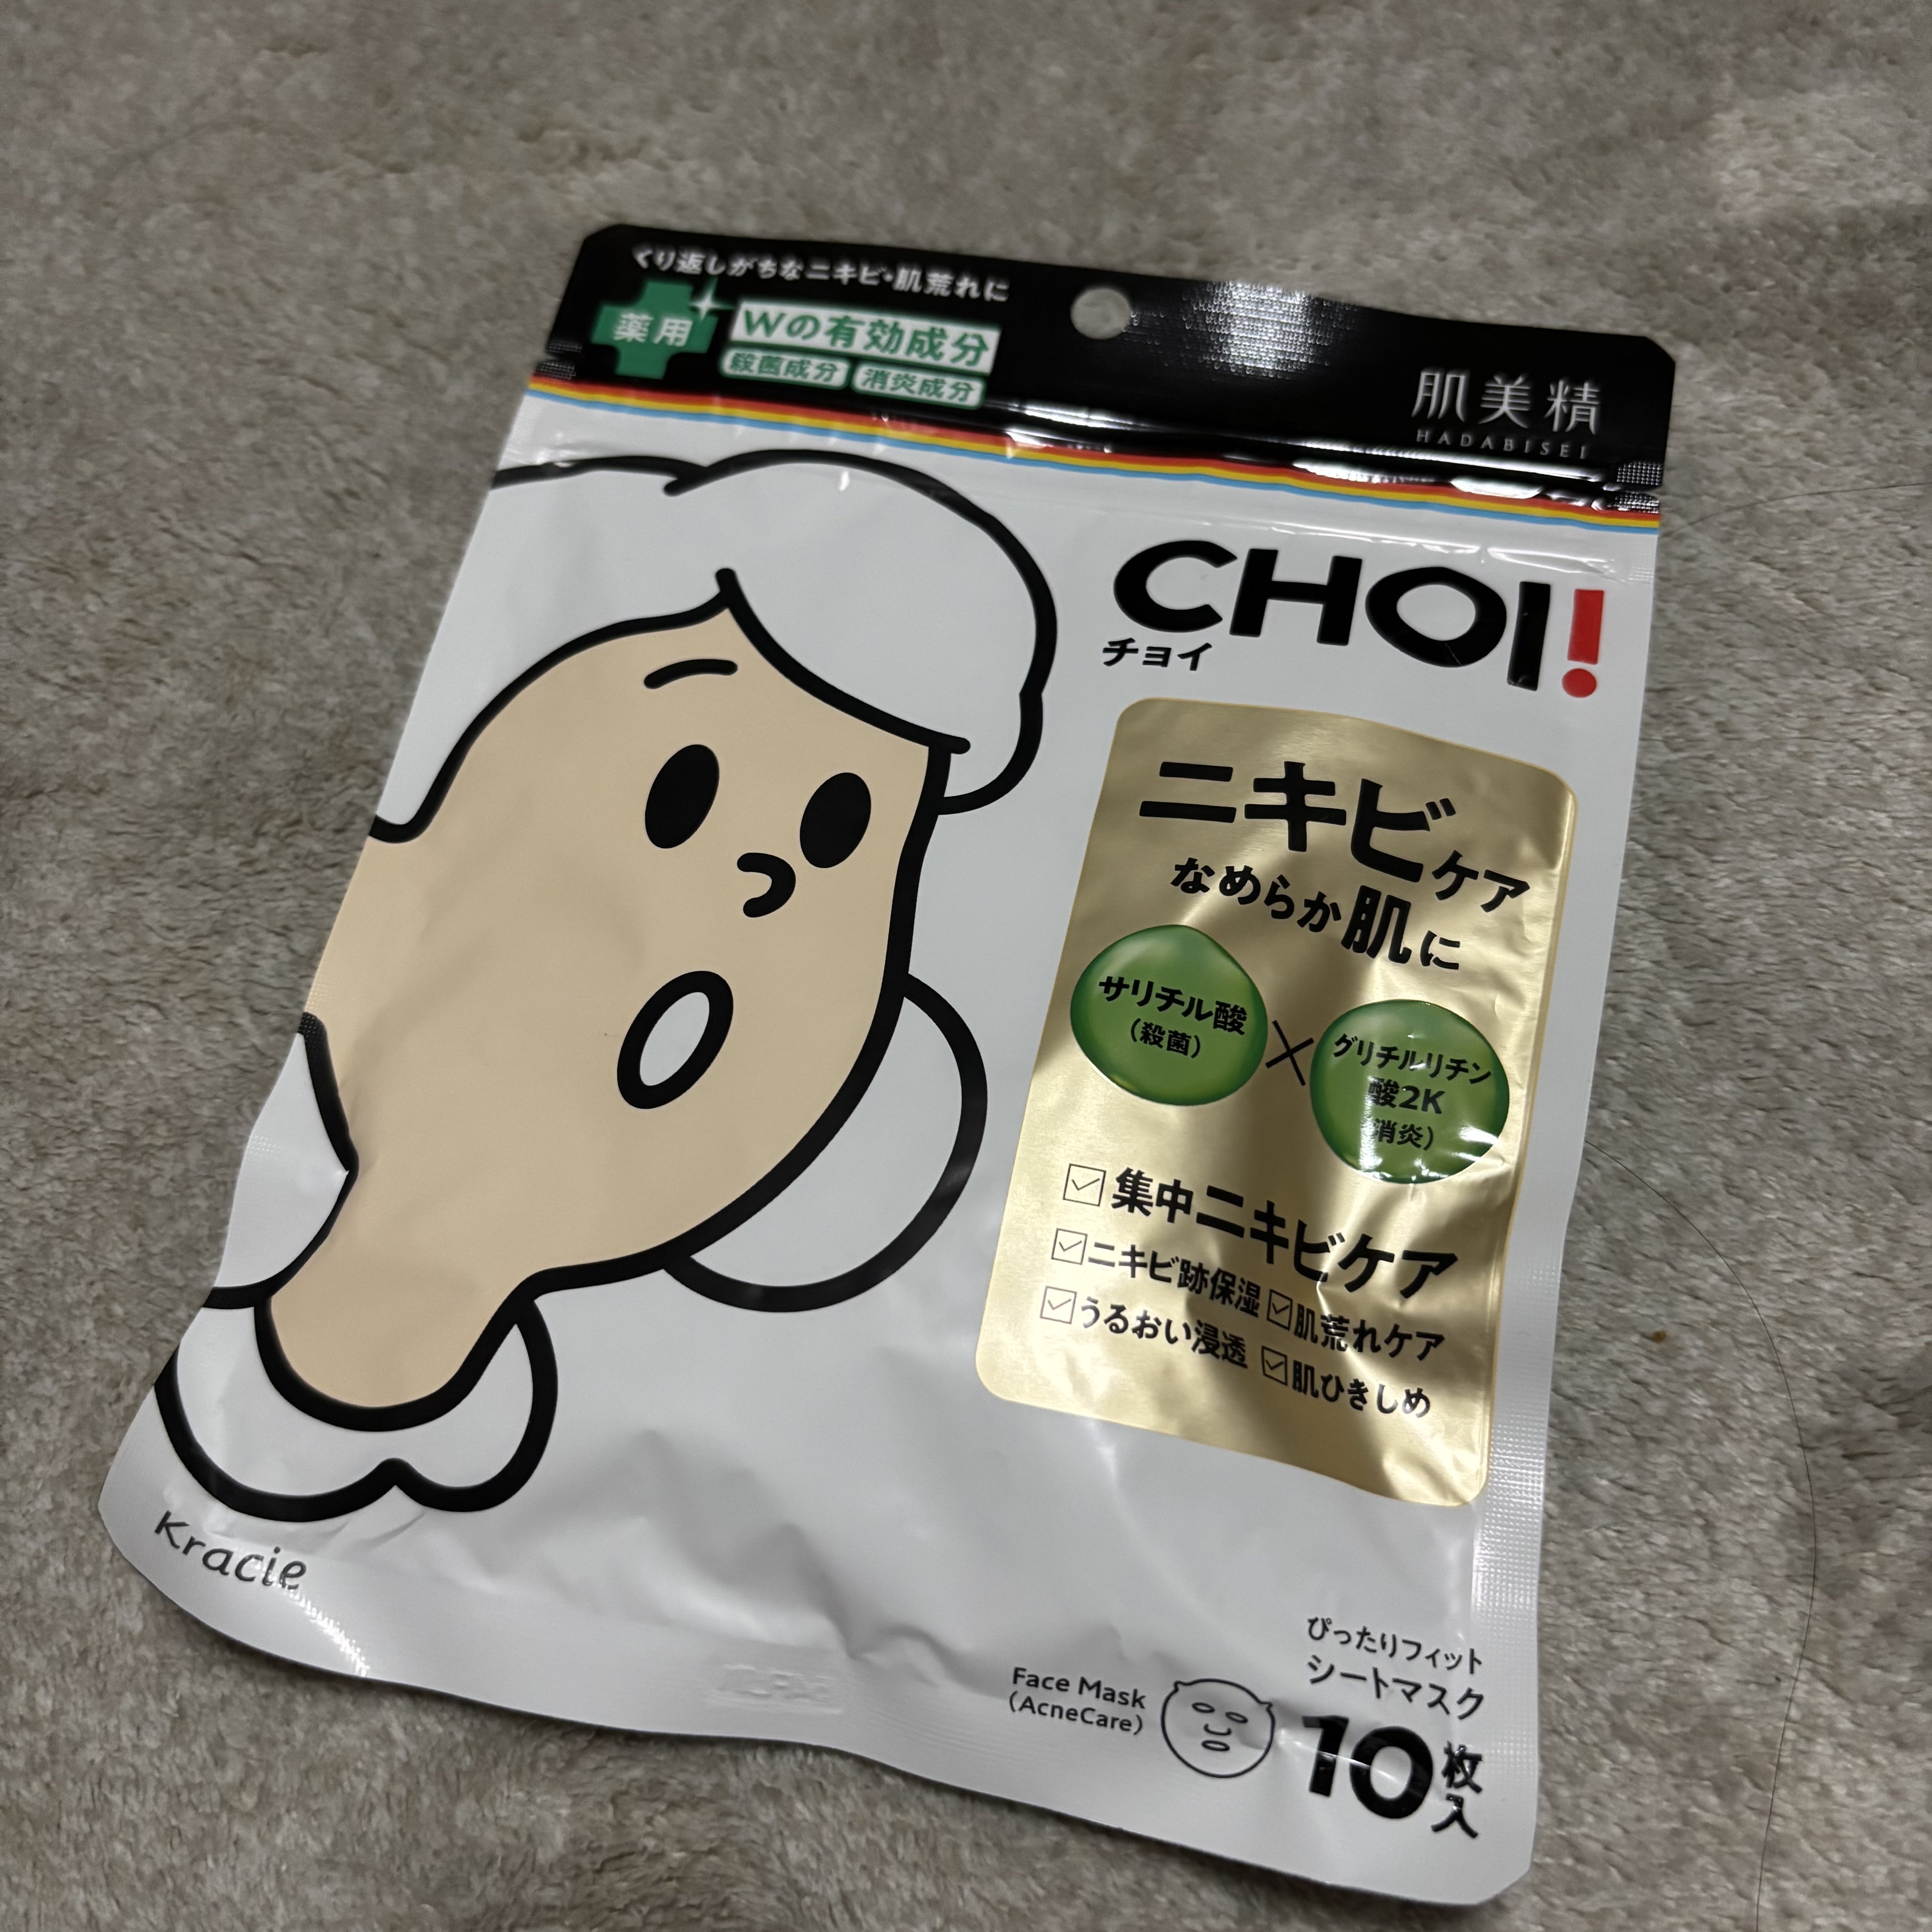 くり返しがちなニキビ・肌荒れに
薬用
Wの有効成分
殺菌成分 消炎成分
肌美精
HADABISEI
CHOI!
チョイ
ニキビケア
なめらか肌に
サリチル酸
（殺菌）
×
グリチルリチン
酸2K
（消炎）
集中ニキビケア
ニキビ跡保湿 肌荒れケア
うるおい浸透 肌ひきしめ
Kracie
ぴったりフィット
シートマスク
Face Mask
（AcneCare）
10枚入